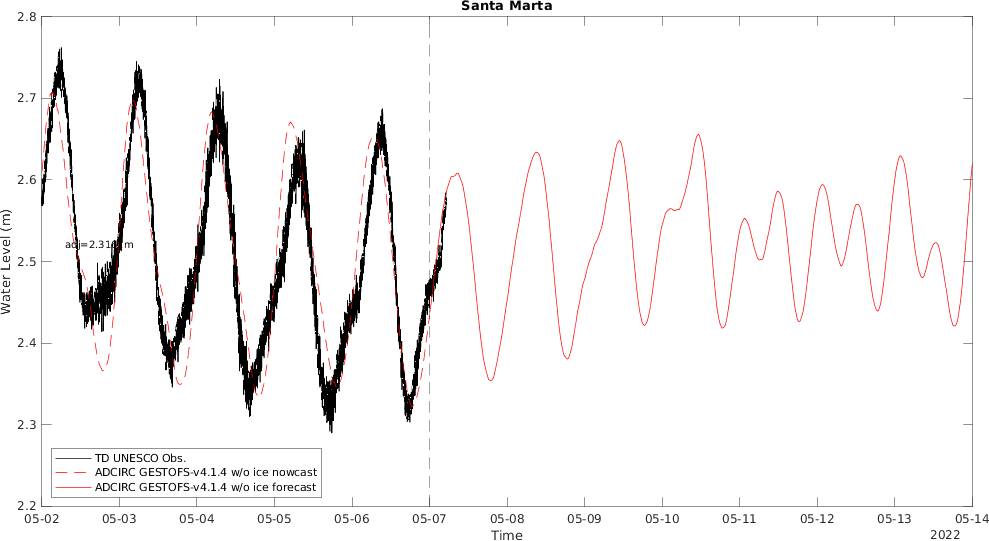 Santa Marta
2.8
2.7
2.6
2.5
2.4
2.3
2.2
Water Level (m)
TD UNESCO Obs.
ADCIRC GESTOFS-v4.1.4 w/o ice nowcast
ADCIRC GESTOFS-v4.1.4 w/o ice forecast
05-02 05-03 05-04 05-05 05-06 05-07 05-08 05-09 05-10 05-11 05-12 05-13 05-14
Time
2022